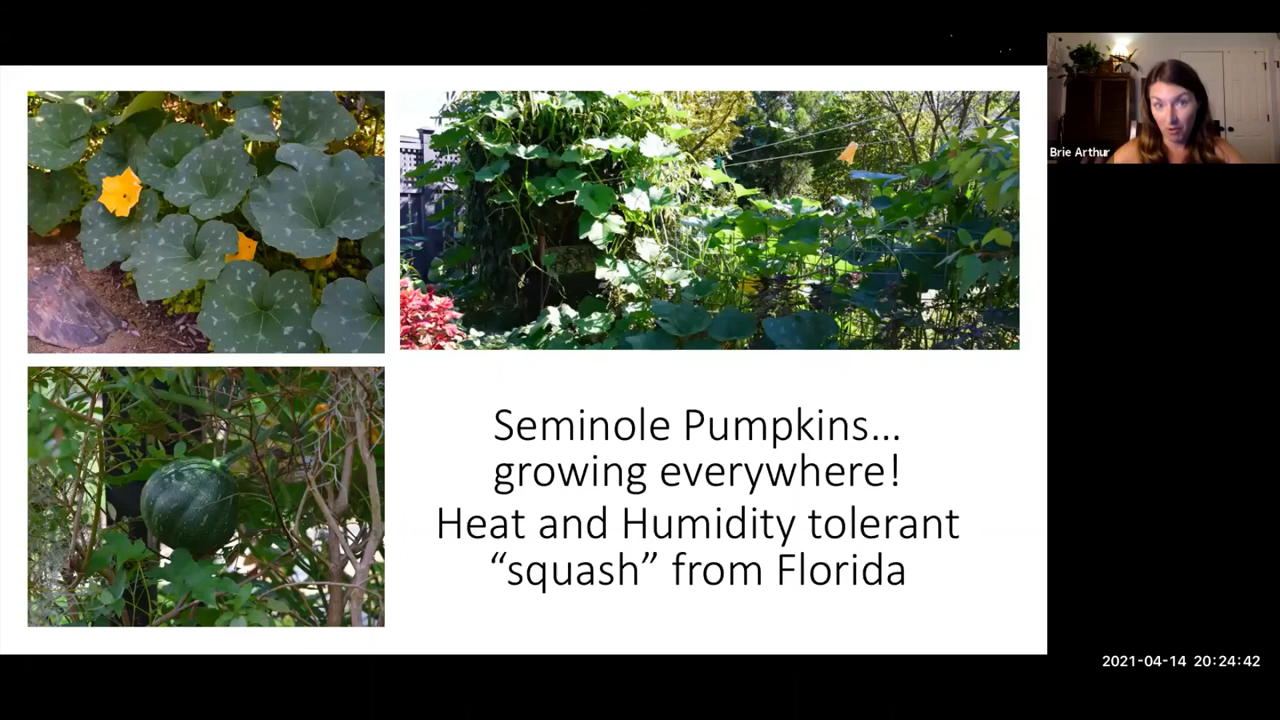 Brie Arthur
Seminole Pumpkins…
growing everywhere!
Heat and Humidity tolerant
“squash” from Florida
2021-04-14 20:24:42